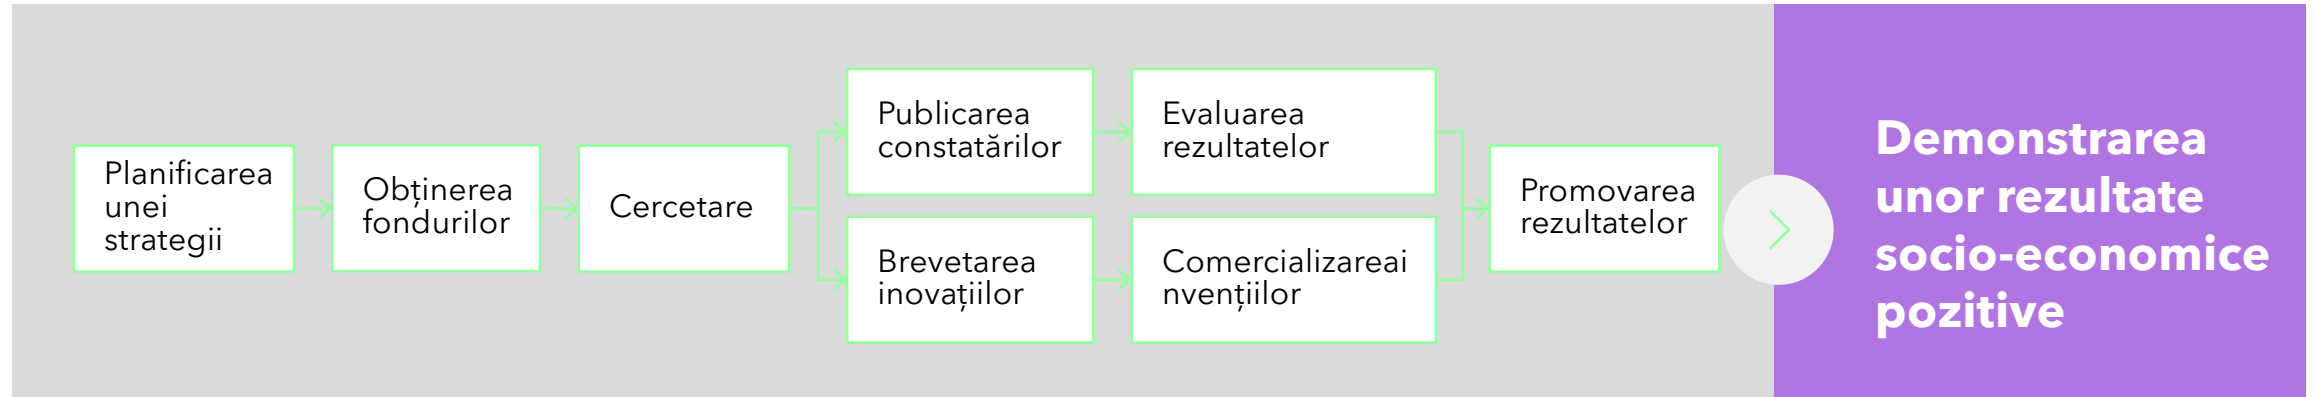 Planificarea
unei
strategii
Obținerea
fondurilor
Cercetare
Publicarea
constatărilor
Evaluarea
rezultatelor
Brevetarea
inovațiilor
Comercializareai
nvențiilor
Promovarea
rezultatelor
Demonstrarea
unor rezultate
socio-economice
pozitive